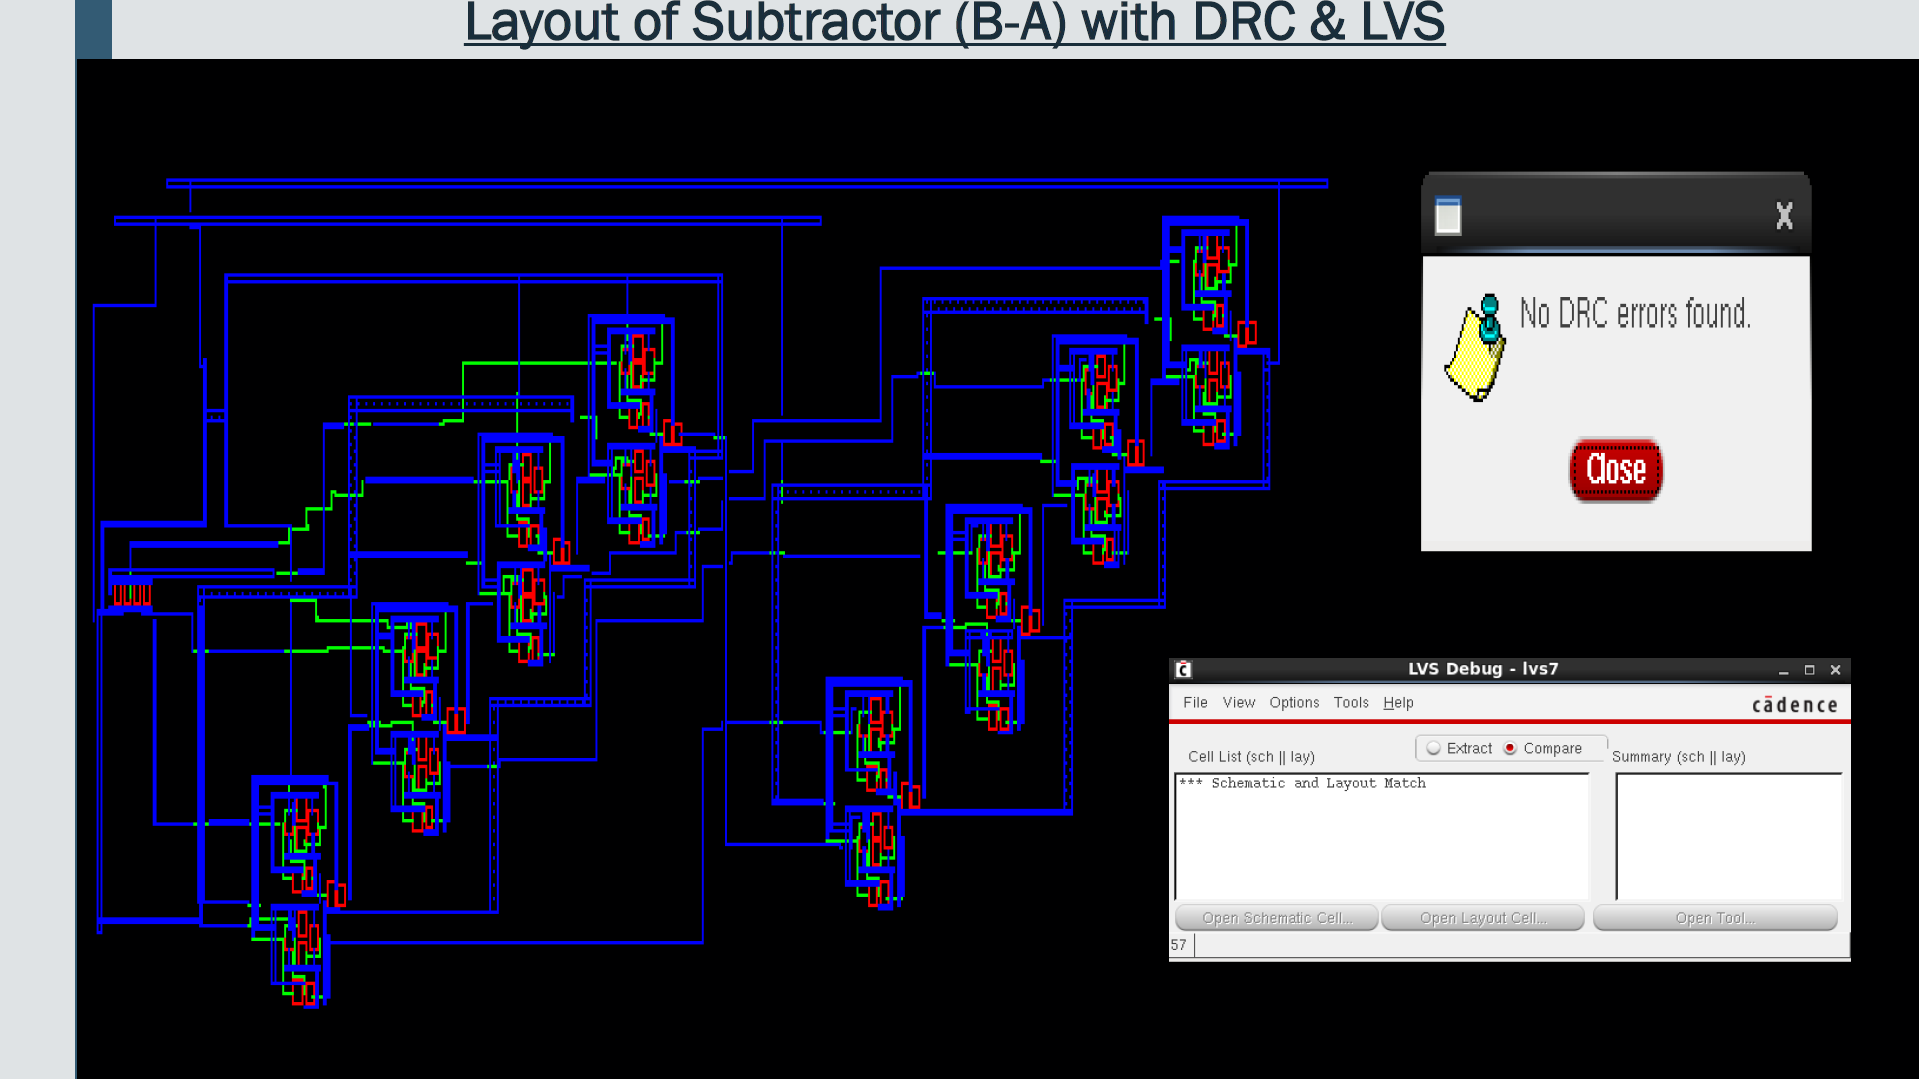 Layout of Subtractor (B-A) with DRC & LVS
X
No DRC errors found.
Close
LVS Debug - lvs7
File View Options Tools Help
cādence
Extract Compare
Cell List (sch || lay)
Summary (sch || lay)
*** Schematic and Layout Match
Open Schematic Cell... Open Layout Cell... Open Tool...
57